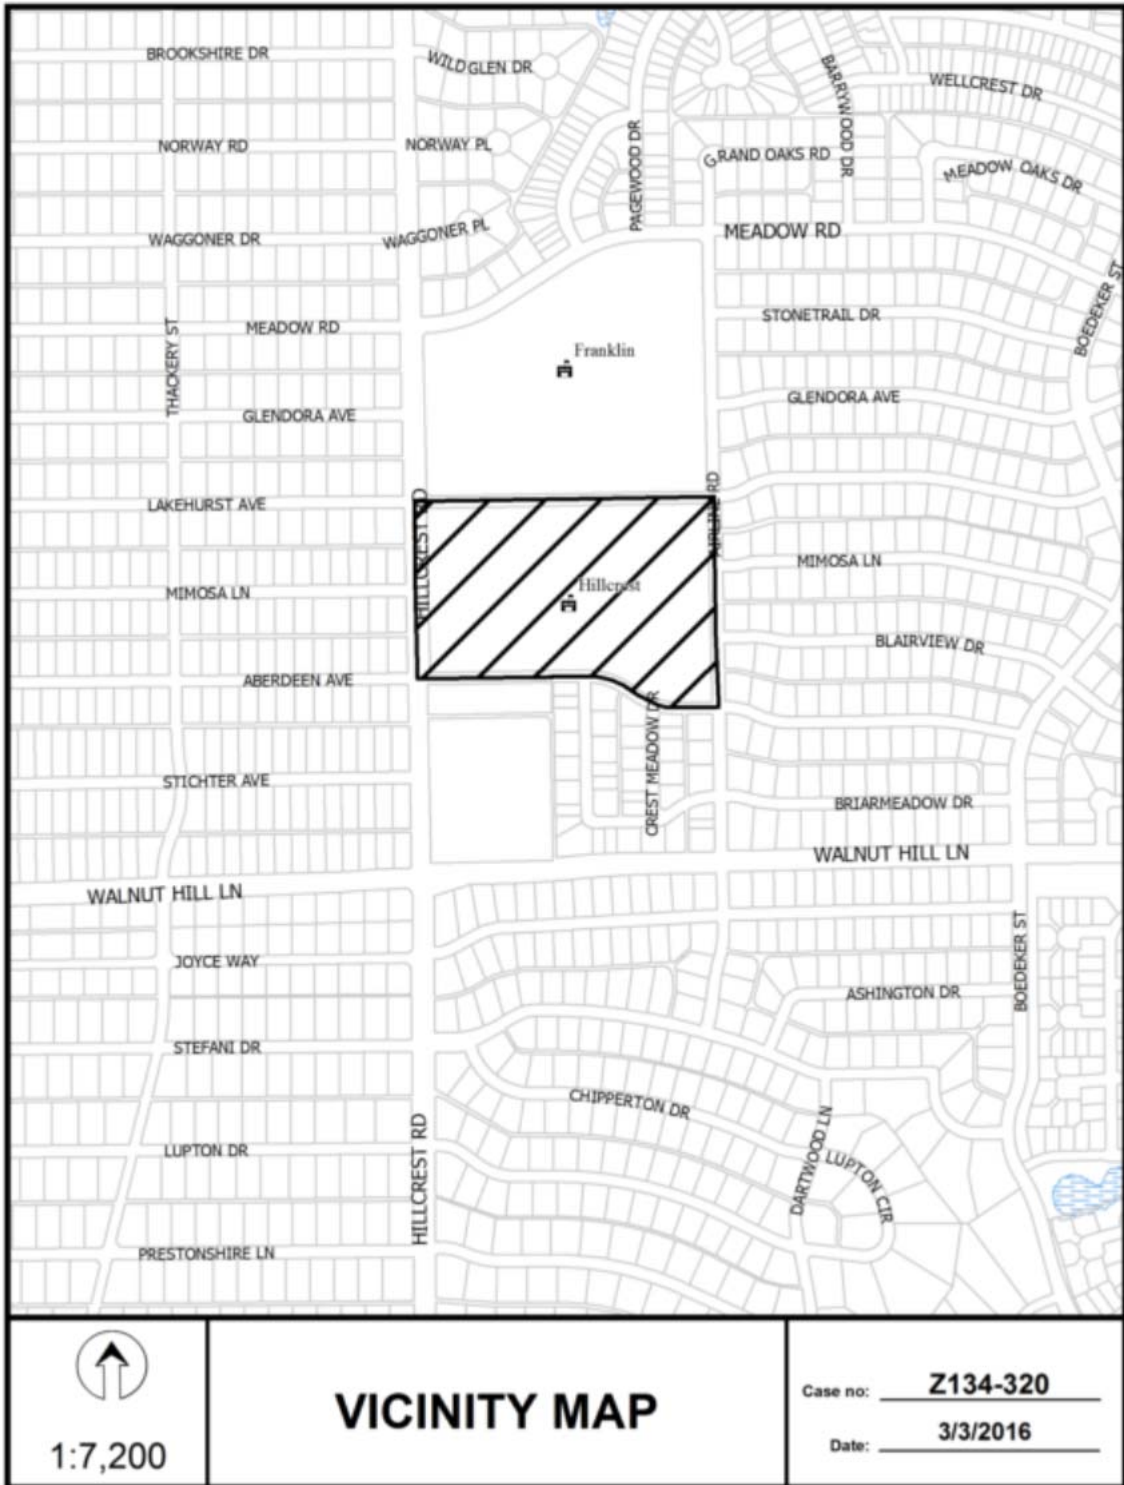 BROOKSHIRE DR
WILDGLEN DR
BARRYWOOD DR
WELLCREST DR
NORWAY RD
NORWAY PL
PAGEWOOD DR
GRAND OAKS RD
MEADOW OAKS DR
WAGGONER DR
WAGGONER PL
MEADOW RD
BOEDEKER ST
THACKERY ST
MEADOW RD
STONETRAIL DR
Franklin
GLENDORA AVE
GLENDORA AVE
LAKEHURST AVE
HILLCREST RD
AIRLINE RD
MIMOSA LN
Hillcrest
MIMOSA LN
BLAIRVIEW DR
ABERDEEN AVE
CREST MEADOW DR
STICHTER AVE
BRIARMEADOW DR
WALNUT HILL LN
WALNUT HILL LN
BOEDEKER ST
JOYCE WAY
ASHINGTON DR
STEFANI DR
CHIPPERTON DR
DARTWOOD LN
LUPTON DR
HILLCREST RD
LUPTON CIR
PRESTONSHIRE LN
1:7,200
VICINITY MAP
Case no: Z134-320
Date: 3/3/2016